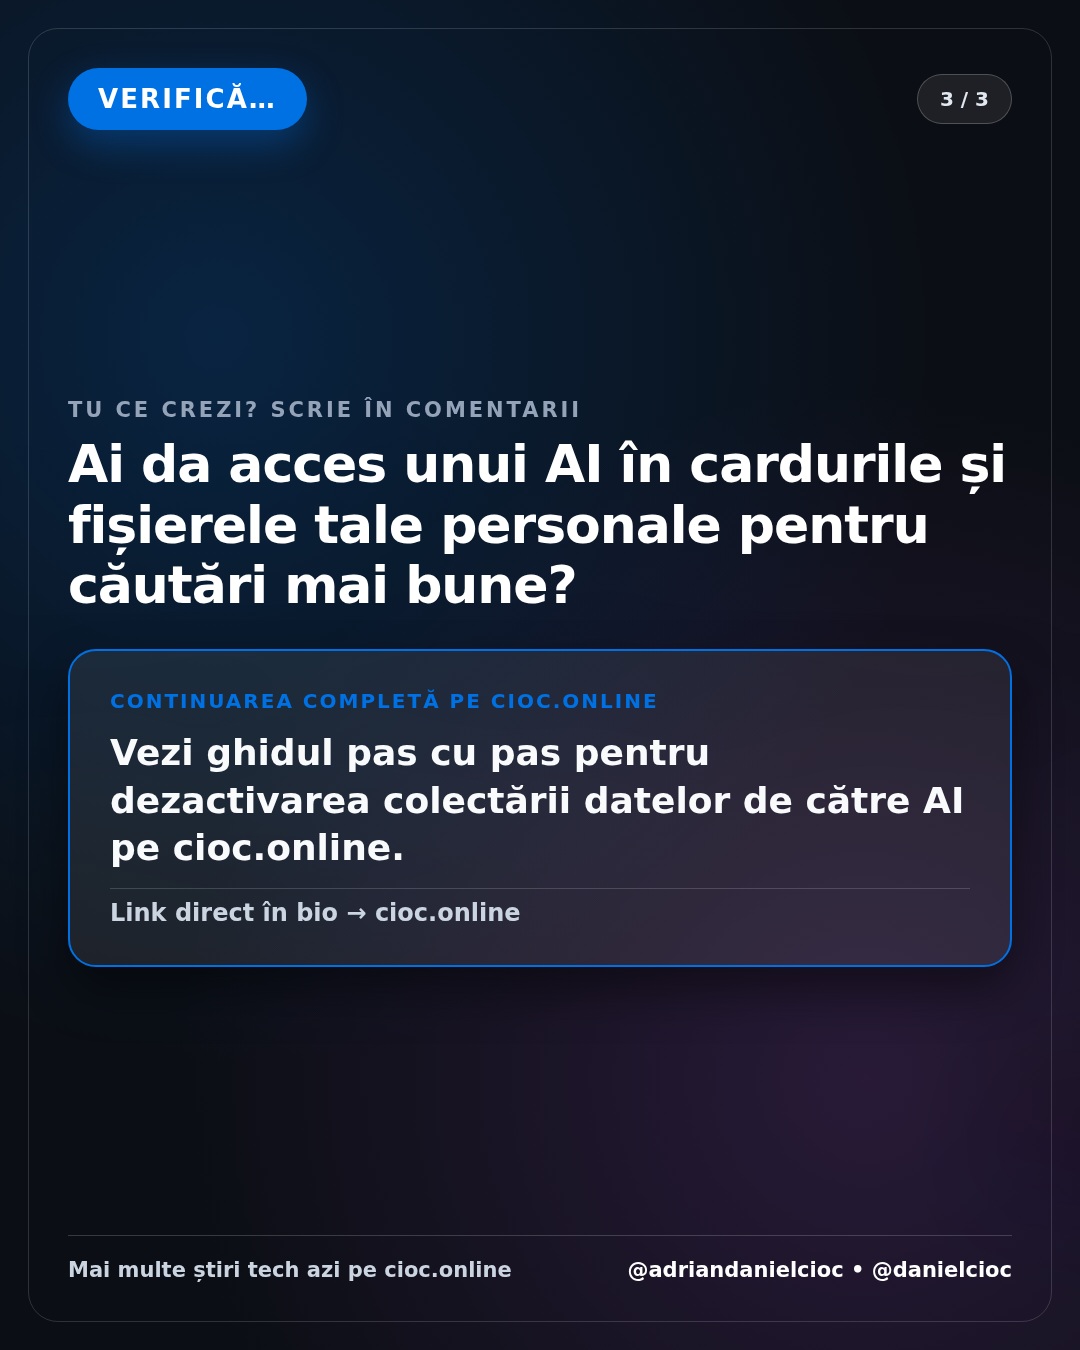 VERIFICĂ...
3 / 3
TU CE CREZI? SCRIE ÎN COMENTARII
Ai da acces unui AI în cardurile și
fișierele tale personale pentru
căutări mai bune?
CONTINUAREA COMPLETĂ PE CIOC.ONLINE
Vezi ghidul pas cu pas pentru
dezactivarea colectării datelor de către AI
pe cioc.online.
Link direct în bio → cioc.online
Mai multe știri tech azi pe cioc.online
@adriandanielcioc • @danielcioc